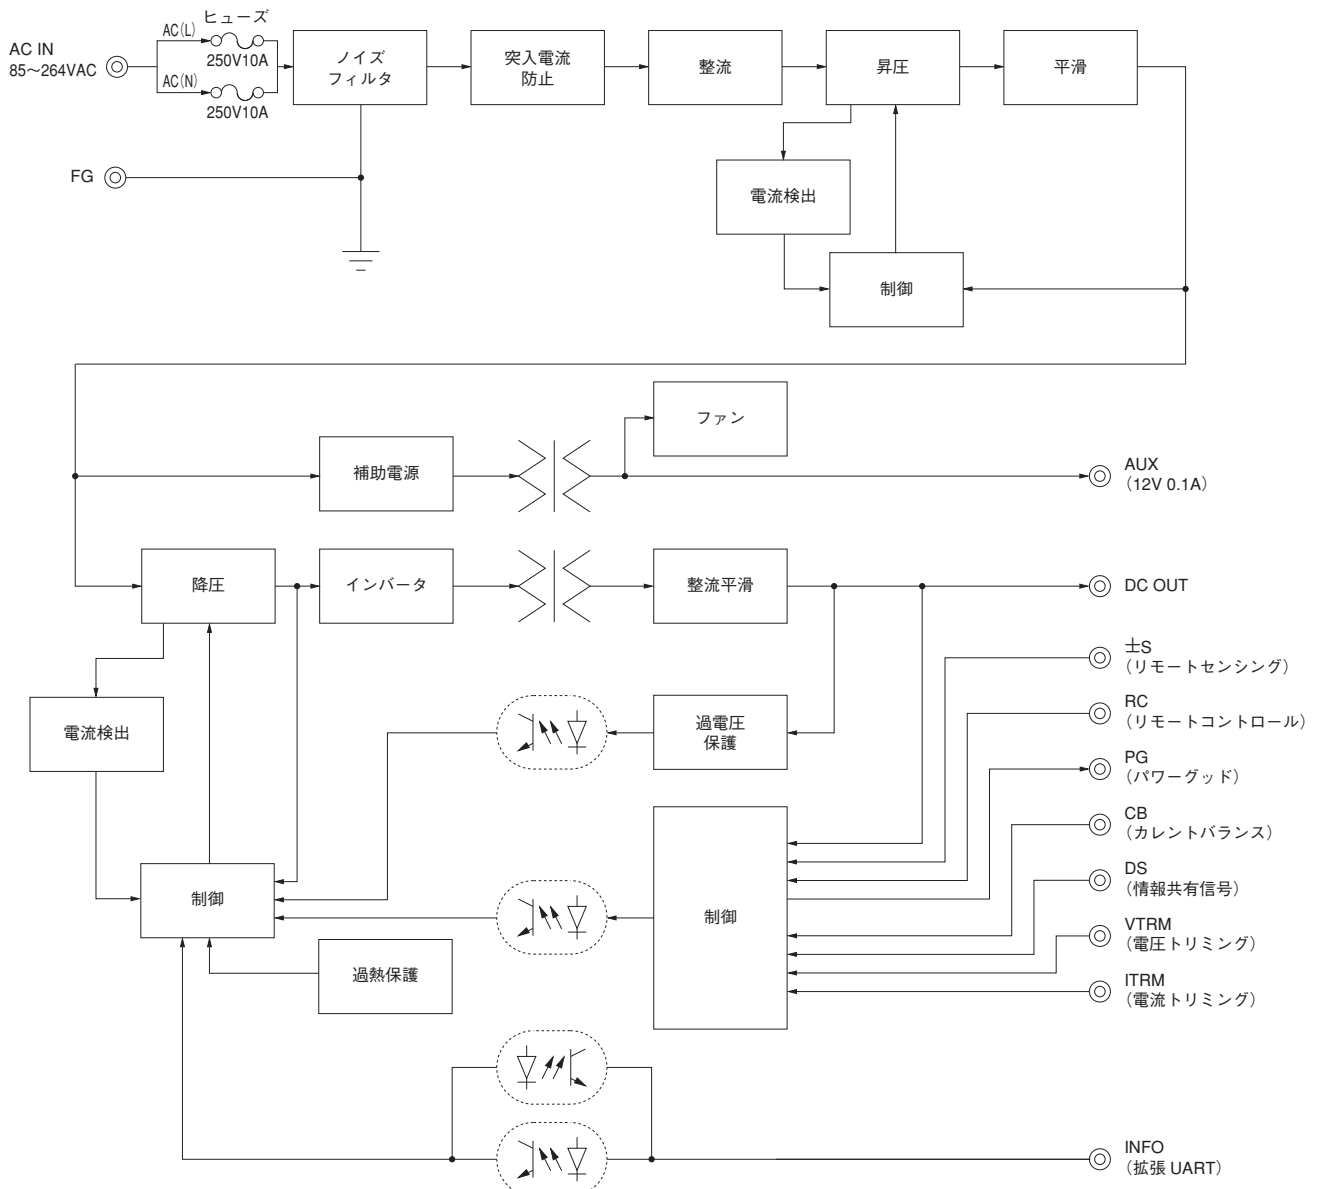 ヒューズ
AC(L)
AC IN
85～264VAC
250V10A
AC(N)
250V10A
ノイズ
フィルタ
突入電流
防止
整流
昇圧
平滑
FG
電流検出
制御
ファン
補助電源
AUX
（12V 0.1A）
降圧
インバータ
整流平滑
DC OUT
±S
（リモートセンシング）
電流検出
過電圧
保護
RC
（リモートコントロール）
PG
（パワーグッド）
CB
（カレントバランス）
制御
制御
DS
（情報共有信号）
VTRM
（電圧トリミング）
過熱保護
ITRM
（電流トリミング）
INFO
（拡張 UART）